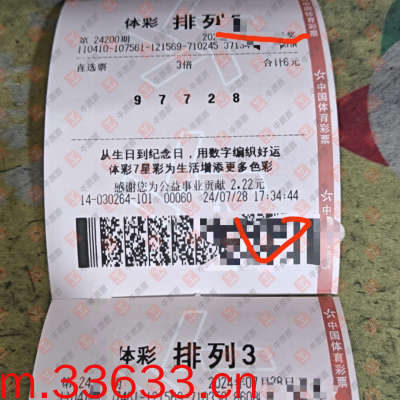 体彩 排列
第 24200期
110410-107561-121569-710245
直选票 3倍 合计6元
9 7 7 2 8
从生日到纪念日，用数字编织好运
体彩7星彩为生活增添更多色彩
感谢您为公益事业贡献 2.22元
14-030264-101 00060 24/07/28 17:34:44
中国体育彩票
中国体育彩票
中国体育彩票
体彩 排列3
m.33633.cn